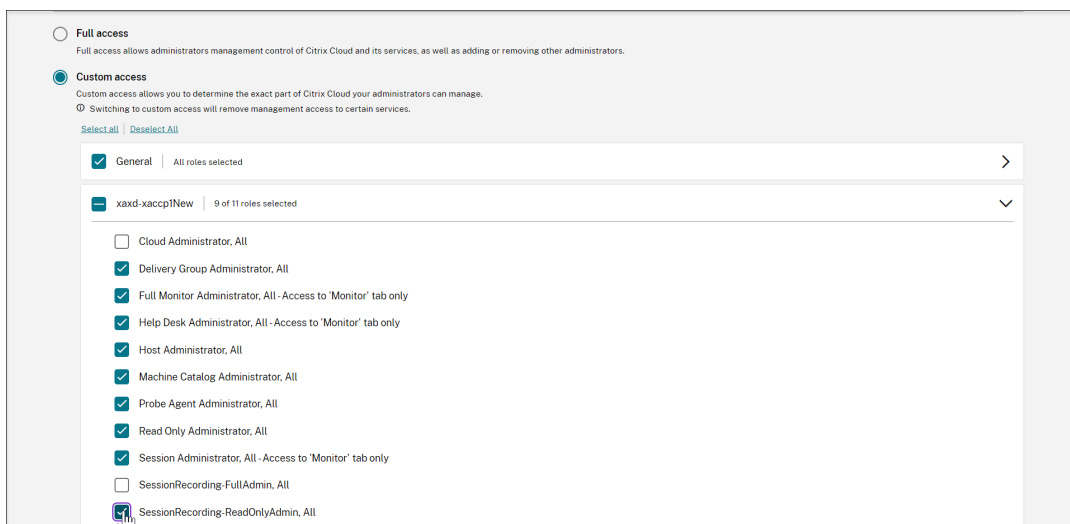 Full access
Full access allows administrators management control of Citrix Cloud and its services, as well as adding or removing other administrators.
Custom access
Custom access allows you to determine the exact part of Citrix Cloud your administrators can manage.
Switching to custom access will remove management access to certain services.
Select all | Deselect All
General | All roles selected
xaxd-xaccp1New | 9 of 11 roles selected
Cloud Administrator, All
Delivery Group Administrator, All
Full Monitor Administrator, All - Access to 'Monitor' tab only
Help Desk Administrator, All - Access to 'Monitor' tab only
Host Administrator, All
Machine Catalog Administrator, All
Probe Agent Administrator, All
Read Only Administrator, All
Session Administrator, All - Access to 'Monitor' tab only
SessionRecording-FullAdmin, All
SessionRecording-ReadOnlyAdmin, All